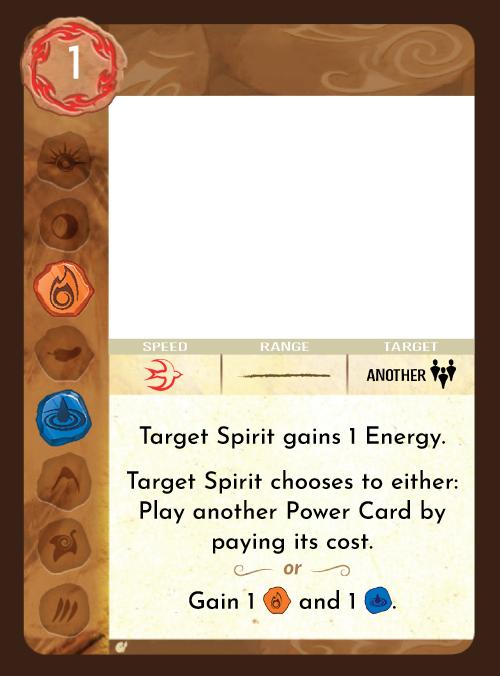 1
SPEED RANGE TARGET
ANOTHER
Target Spirit gains 1 Energy.
Target Spirit chooses to either:
Play another Power Card by
paying its cost.
or
Gain 1 and 1 .